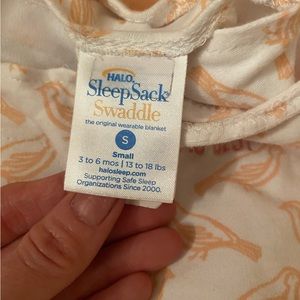 HALO.
SleepSack®
Swaddle
the original wearable blanket
S
Small
3 to 6 mos | 13 to 18 lbs
halosleep.com
Supporting Safe Sleep
Organizations Since 2000.